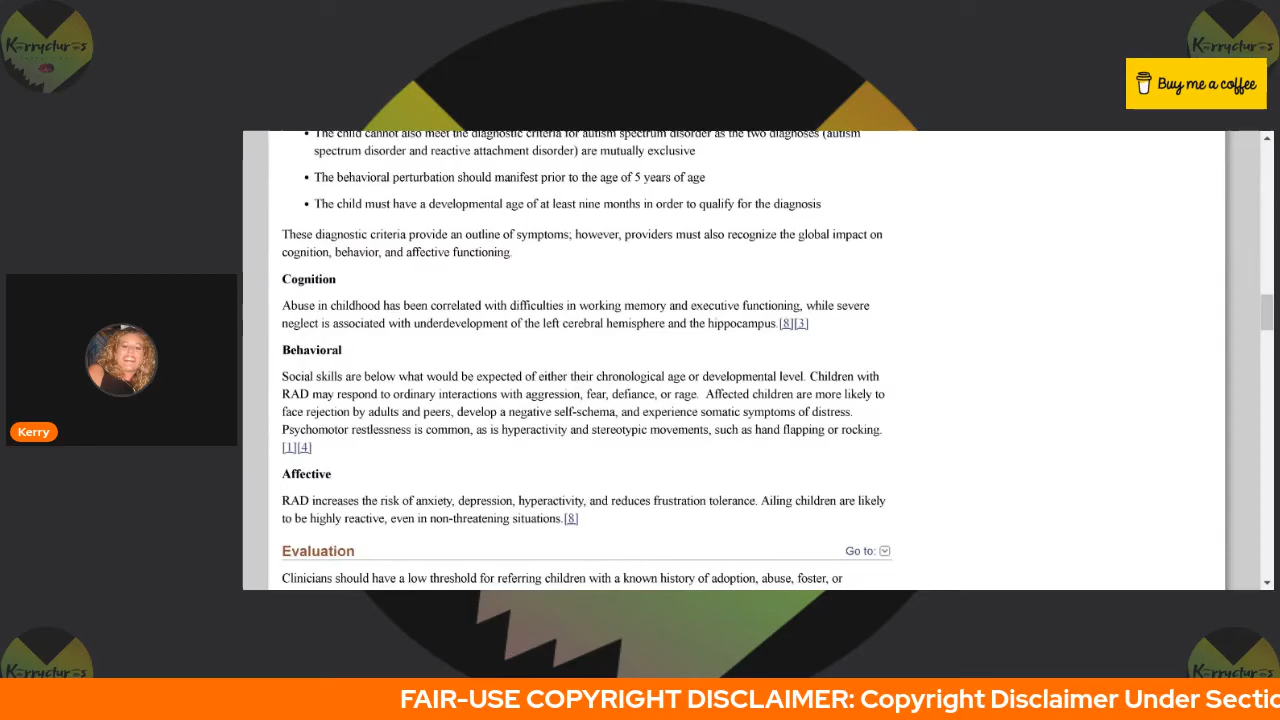 Kerryctures
Kerryctures
Buy me a coffee
The child cannot also meet the diagnostic criteria for autism spectrum disorder as the two diagnoses (autism
spectrum disorder and reactive attachment disorder) are mutually exclusive
• The behavioral perturbation should manifest prior to the age of 5 years of age
• The child must have a developmental age of at least nine months in order to qualify for the diagnosis
These diagnostic criteria provide an outline of symptoms; however, providers must also recognize the global impact on
cognition, behavior, and affective functioning.
Cognition
Abuse in childhood has been correlated with difficulties in working memory and executive functioning, while severe
neglect is associated with underdevelopment of the left cerebral hemisphere and the hippocampus.[8][3]
Behavioral
Social skills are below what would be expected of either their chronological age or developmental level. Children with
RAD may respond to ordinary interactions with aggression, fear, defiance, or rage. Affected children are more likely to
face rejection by adults and peers, develop a negative self-schema, and experience somatic symptoms of distress.
Psychomotor restlessness is common, as is hyperactivity and stereotypic movements, such as hand flapping or rocking.
[1][4]
Kerry
Affective
RAD increases the risk of anxiety, depression, hyperactivity, and reduces frustration tolerance. Ailing children are likely
to be highly reactive, even in non-threatening situations.[8]
Evaluation
Go to:
Clinicians should have a low threshold for referring children with a known history of adoption, abuse, foster, or
Kerryctures
Kerryctures
FAIR-USE COPYRIGHT DISCLAIMER: Copyright Disclaimer Under Sectio